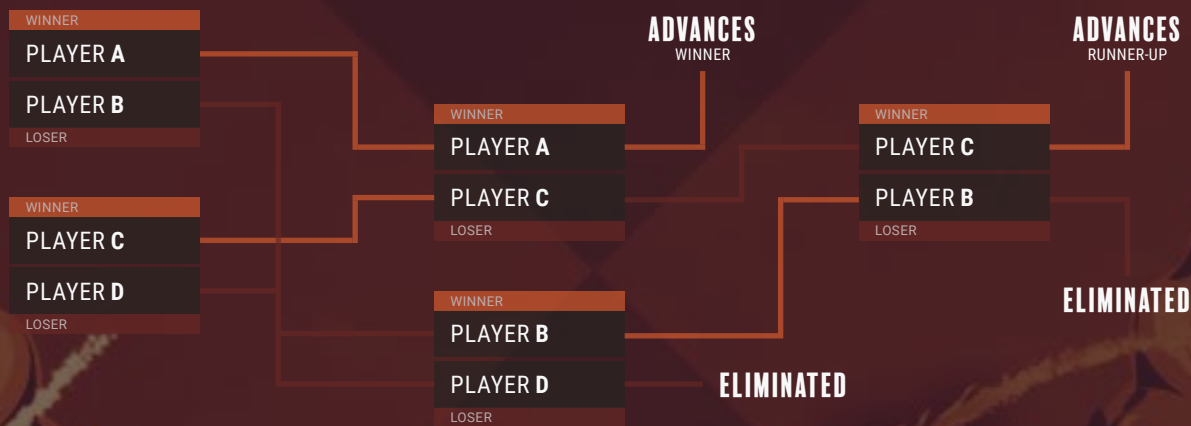 WINNER
PLAYER A
PLAYER B
LOSER
WINNER
PLAYER C
PLAYER D
LOSER
ADVANCES
WINNER
WINNER
PLAYER A
PLAYER C
LOSER
WINNER
PLAYER B
PLAYER D
LOSER
ELIMINATED
ADVANCES
RUNNER-UP
WINNER
PLAYER C
PLAYER B
LOSER
ELIMINATED